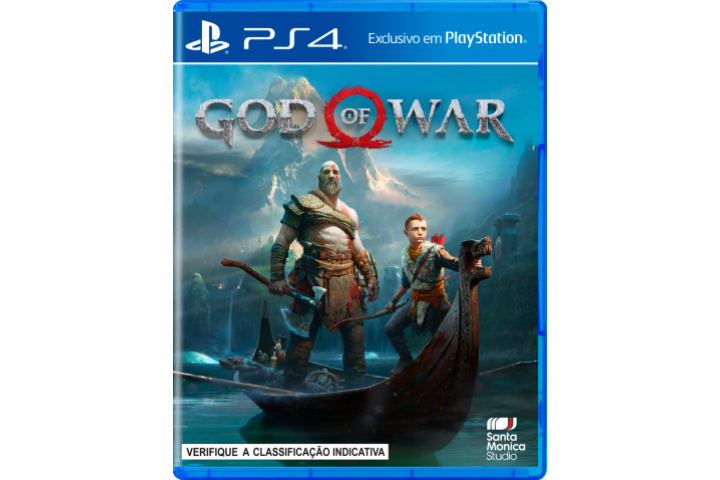 PS4 Exclusivo em PlayStation
GOD OF WAR
VERIFIQUE A CLASSIFICAÇÃO INDICATIVA
Santa
Monica
Studio